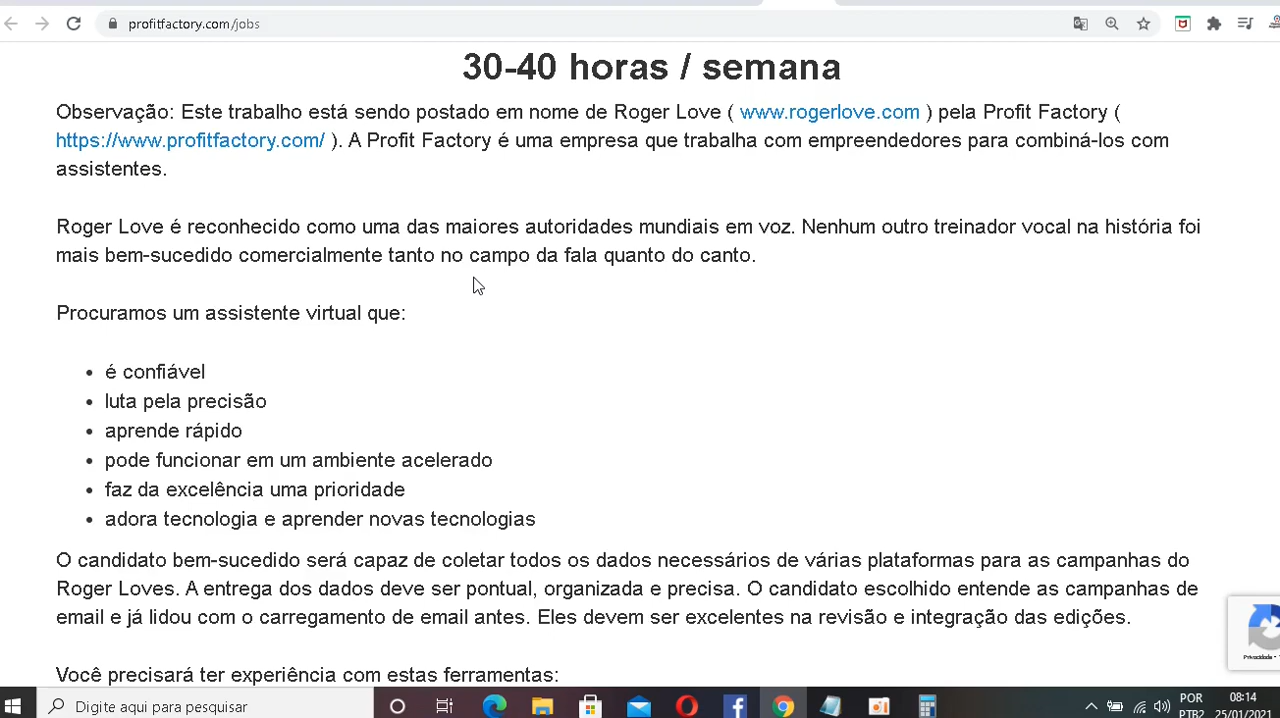 profitfactory.com/jobs
30-40 horas / semana
Observação: Este trabalho está sendo postado em nome de Roger Love ( www.rogerlove.com ) pela Profit Factory (
https://www.profitfactory.com/ ). A Profit Factory é uma empresa que trabalha com empreendedores para combiná-los com
assistentes.
Roger Love é reconhecido como uma das maiores autoridades mundiais em voz. Nenhum outro treinador vocal na história foi
mais bem-sucedido comercialmente tanto no campo da fala quanto do canto.
Procuramos um assistente virtual que:
• é confiável
• luta pela precisão
• aprende rápido
• pode funcionar em um ambiente acelerado
• faz da excelência uma prioridade
• adora tecnologia e aprender novas tecnologias
O candidato bem-sucedido será capaz de coletar todos os dados necessários de várias plataformas para as campanhas do
Roger Loves. A entrega dos dados deve ser pontual, organizada e precisa. O candidato escolhido entende as campanhas de
email e já lidou com o carregamento de email antes. Eles devem ser excelentes na revisão e integração das edições.
Privacidade -
Você precisará ter experiência com estas ferramentas:
Digite aqui para pesquisar
POR
PTB2
08:14
25/01/2021